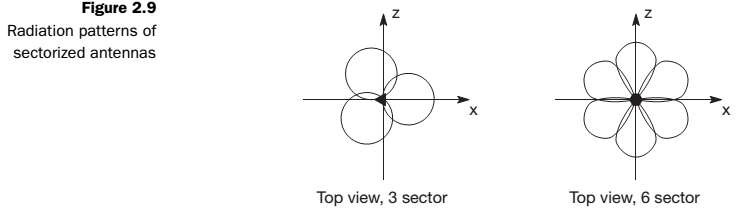 Figure 2.9
Radiation patterns of
sectorized antennas
z
x
Top view, 3 sector
z
x
Top view, 6 sector